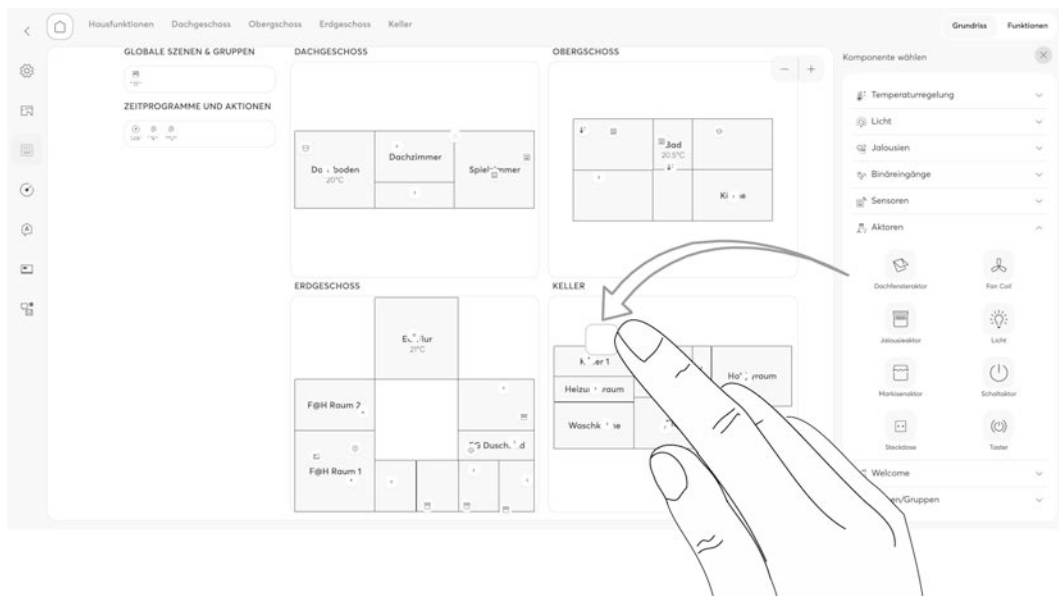 Hausfunktionen Dachgeschoss Obergschoss Erdgeschoss Keller
Grundriss Funktionen
GLOBALE SZENEN & GRUPPEN
ZEITPROGRAMME UND AKTIONEN
DACHGESCHOSS
Dachzimmer
20°C
OBERGSCHOSS
20.5°C
ERDGESCHOSS
21°C
F@H Raum 2
F@H Raum 1
KELLER
Komponente wählen
Temperaturregelung
Licht
Jalousien
Binäreingänge
Sensoren
Aktoren
Dachfensteraktor Fan Coil
Jalousieaktor Licht
Markisenaktor Schaltaktor
Steckdose Taster
Welcome